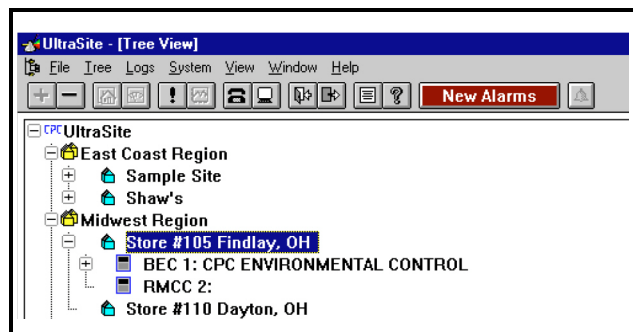 UltraSite - [Tree View]
File Tree Logs System View Window Help
New Alarms
CPC UltraSite
East Coast Region
Sample Site
Shaw's
Midwest Region
Store #105 Findlay, OH
BEC 1: CPC ENVIRONMENTAL CONTROL
RMCC 2:
Store #110 Dayton, OH